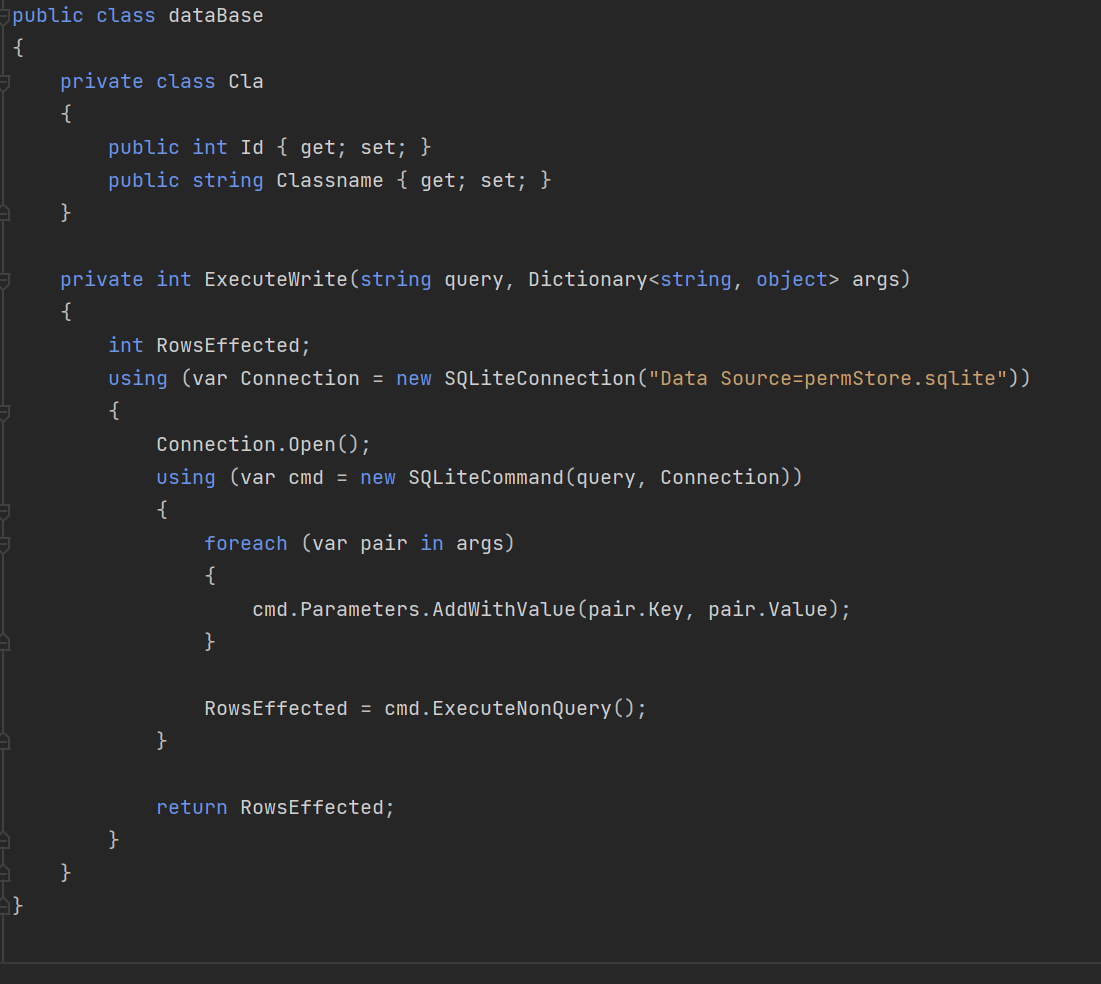 public class dataBase
{
    private class Cla
    {
        public int Id { get; set; }
        public string Classname { get; set; }
    }

    private int ExecuteWrite(string query, Dictionary<string, object> args)
    {
        int RowsEffected;
        using (var Connection = new SQLiteConnection("Data Source=permStore.sqlite"))
        {
            Connection.Open();
            using (var cmd = new SQLiteCommand(query, Connection))
            {
                foreach (var pair in args)
                {
                    cmd.Parameters.AddWithValue(pair.Key, pair.Value);
                }

                RowsEffected = cmd.ExecuteNonQuery();
            }

            return RowsEffected;
        }
    }
}